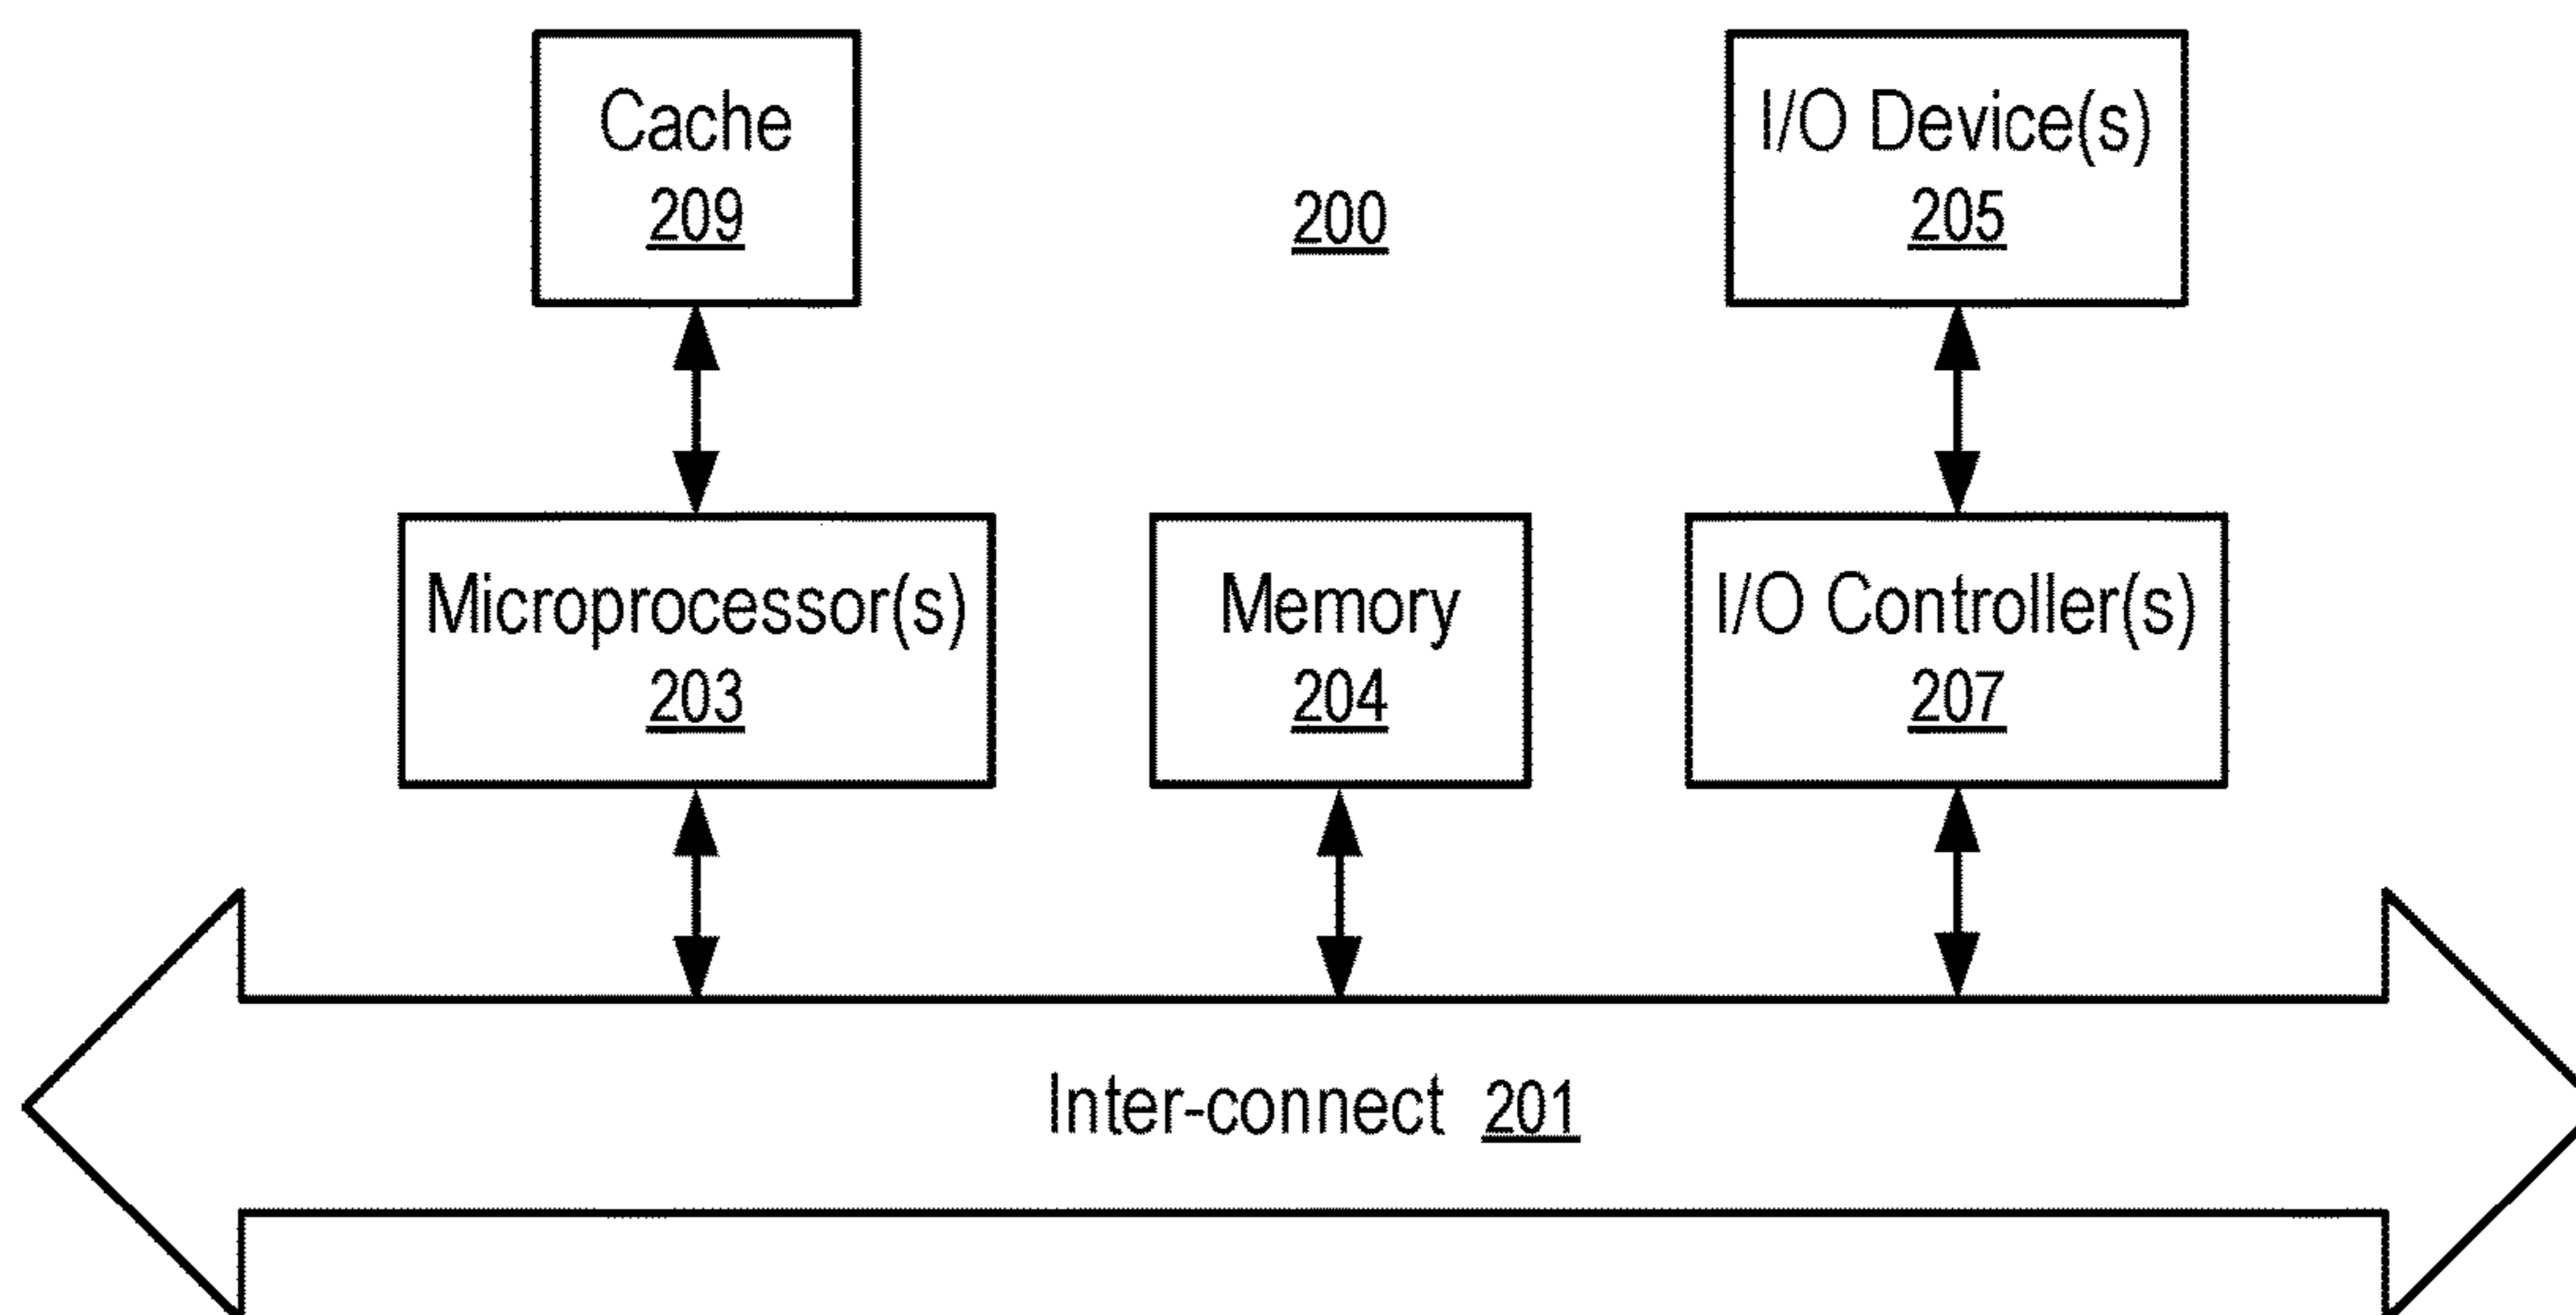 Cache
209
200
I/O Device(s)
205
Microprocessor(s)
203
Memory
204
I/O Controller(s)
207
Inter-connect 201